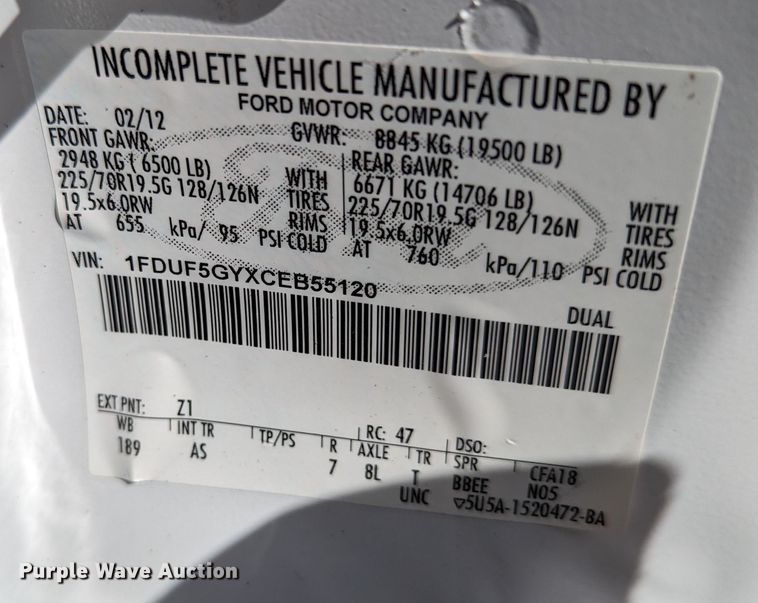 INCOMPLETE VEHICLE MANUFACTURED BY
FORD MOTOR COMPANY
DATE: 02/12 GVWR: 8845 KG (19500 LB)
FRONT GAWR: REAR GAWR:
2948 KG (6500 LB) WITH 6671 KG (14706 LB) WITH
225/70R19.5G 128/126N TIRES 225/70R19.5G 128/126N TIRES
19.5x6.0RW RIMS 19.5x6.0RW RIMS
AT 655 kPa/ 95 PSI COLD AT 760 kPa/110 PSI COLD
VIN: 1FDUF5GYXCEB55120
DUAL
EXT PNT: Z1 RC: 47 DSO:
WB INT TR TP/PS R AXLE TR SPR CFA18
189 AS 7 8L T BBEE N05
UNC ▽5U5A-1520472-BA
Purple Wave Auction